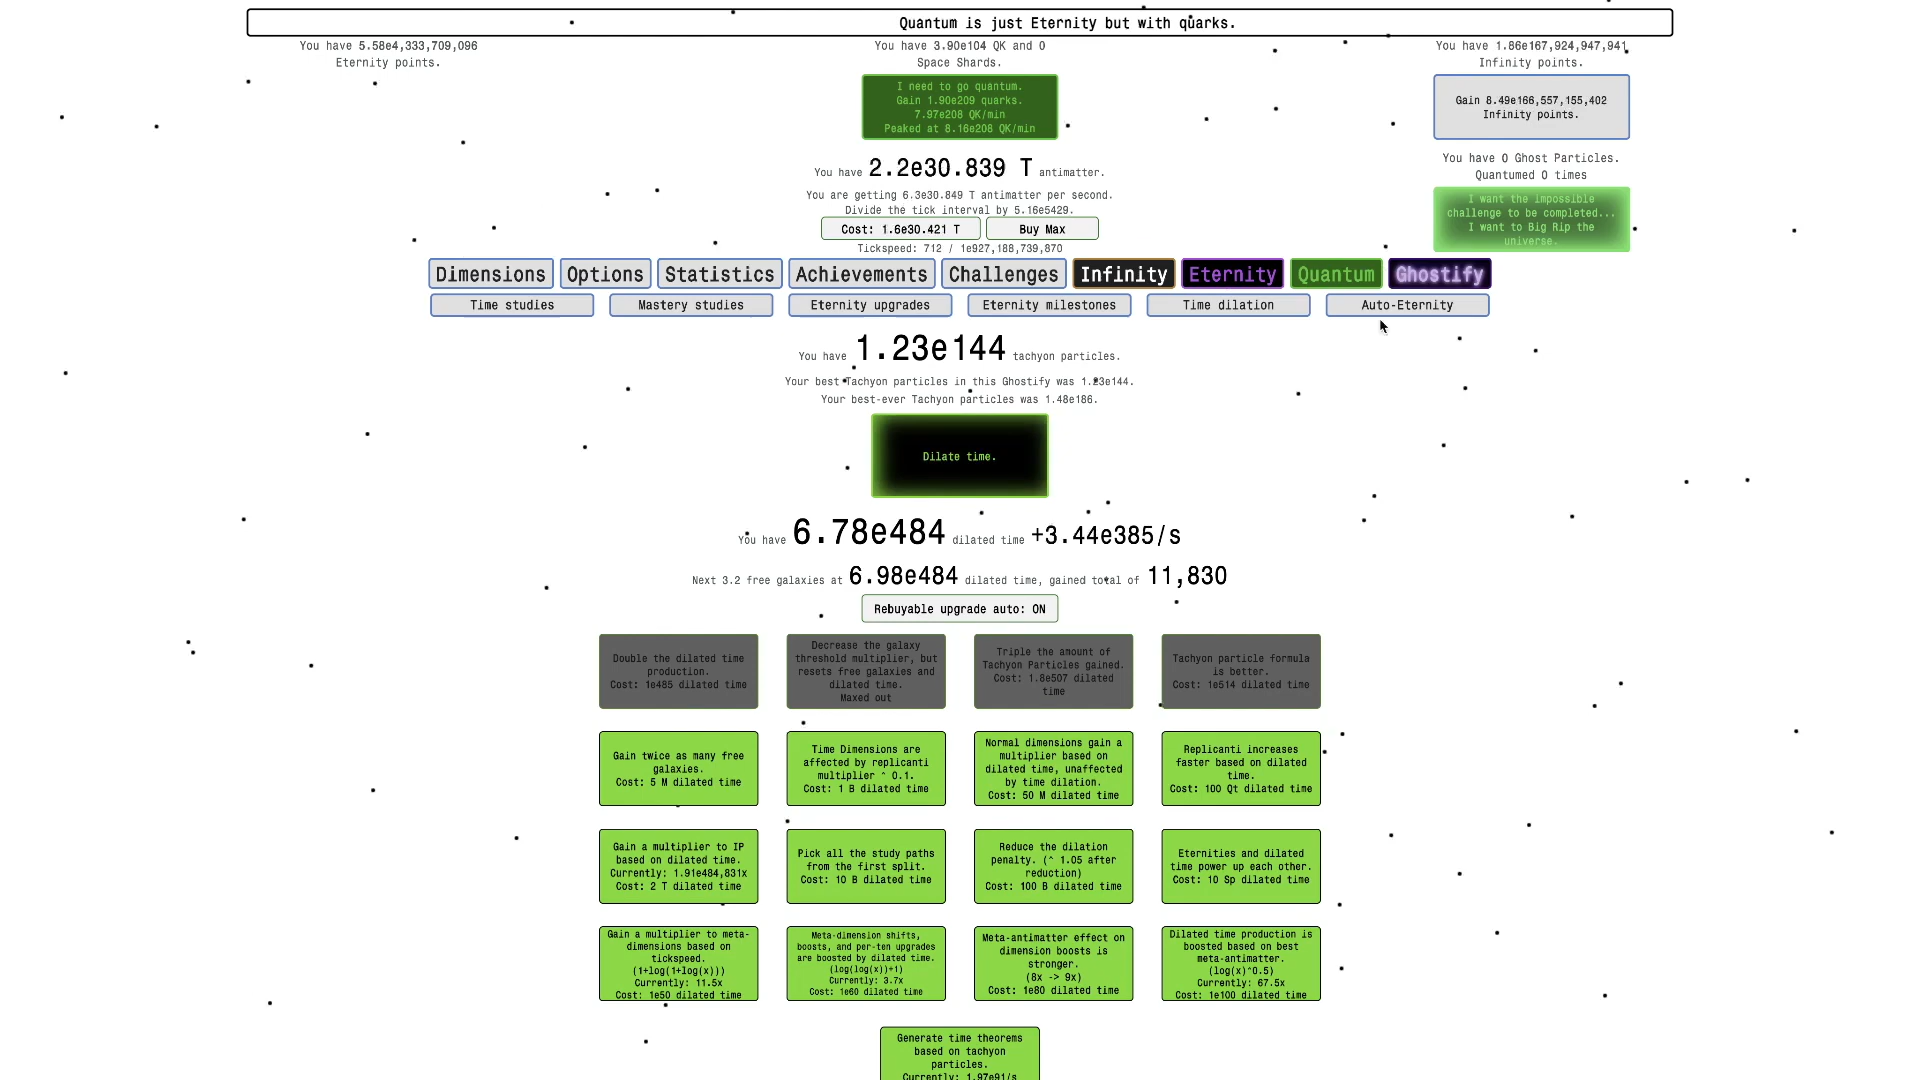 Quantum is just Eternity but with quarks.
You have 5.58e4,333,709,096
Eternity points.
You have 3.90e104 QK and 0
Space Shards.
You have 1.86e167,924,947,941
Infinity points.
I need to go quantum.
Gain 1.90e209 quarks.
7.97e208 QK/min
Peaked at 8.16e208 QK/min
Gain 8.49e166,557,155,402
Infinity points.
You have 0 Ghost Particles.
Quantumed 0 times
I want the impossible
challenge to be completed...
I want to Big Rip the
universe.
You have 2.2e30.839 T antimatter.
You are getting 6.3e30.849 T antimatter per second.
Divide the tick interval by 5.16e5429.
Cost: 1.6e30.421 T
Buy Max
Tickspeed: 712 / 1e927,188,739,870
Dimensions
Options
Statistics
Achievements
Challenges
Infinity
Eternity
Quantum
Ghostify
Time studies
Mastery studies
Eternity upgrades
Eternity milestones
Time dilation
Auto-Eternity
You have 1.23e144 tachyon particles.
Your best Tachyon particles in this Ghostify was 1.23e144.
Your best-ever Tachyon particles was 1.48e186.
Dilate time.
You have 6.78e484 dilated time +3.44e385/s
Next 3.2 free galaxies at 6.98e484 dilated time, gained total of 11,830
Rebuyable upgrade auto: ON
Double the dilated time
production.
Cost: 1e485 dilated time
Decrease the galaxy
threshold multiplier, but
resets free galaxies and
dilated time.
Maxed out
Triple the amount of
Tachyon Particles gained.
Cost: 1.8e507 dilated
time
Tachyon particle formula
is better.
Cost: 1e514 dilated time
Gain twice as many free
galaxies.
Cost: 5 M dilated time
Time Dimensions are
affected by replicanti
multiplier ^ 0.1.
Cost: 1 B dilated time
Normal dimensions gain a
multiplier based on
dilated time, unaffected
by time dilation.
Cost: 50 M dilated time
Replicanti increases
faster based on dilated
time.
Cost: 100 Qt dilated time
Gain a multiplier to IP
based on dilated time.
Currently: 1.91e484,831x
Cost: 2 T dilated time
Pick all the study paths
from the first split.
Cost: 10 B dilated time
Reduce the dilation
penalty. (^ 1.05 after
reduction)
Cost: 100 B dilated time
Eternities and dilated
time power up each other.
Cost: 10 Sp dilated time
Gain a multiplier to meta-
dimensions based on
tickspeed.
(1+log(1+log(x)))
Currently: 11.5x
Cost: 1e50 dilated time
Meta-dimension shifts,
boosts, and per-ten upgrades
are boosted by dilated time.
(log(log(x))+1)
Currently: 3.7x
Cost: 1e60 dilated time
Meta-antimatter effect on
dimension boosts is
stronger.
(8x -> 9x)
Cost: 1e80 dilated time
Dilated time production is
boosted based on best
meta-antimatter.
(log(x)^0.5)
Currently: 67.5x
Cost: 1e100 dilated time
Generate time theorems
based on tachyon
particles.
Currently: 1.97e91/s